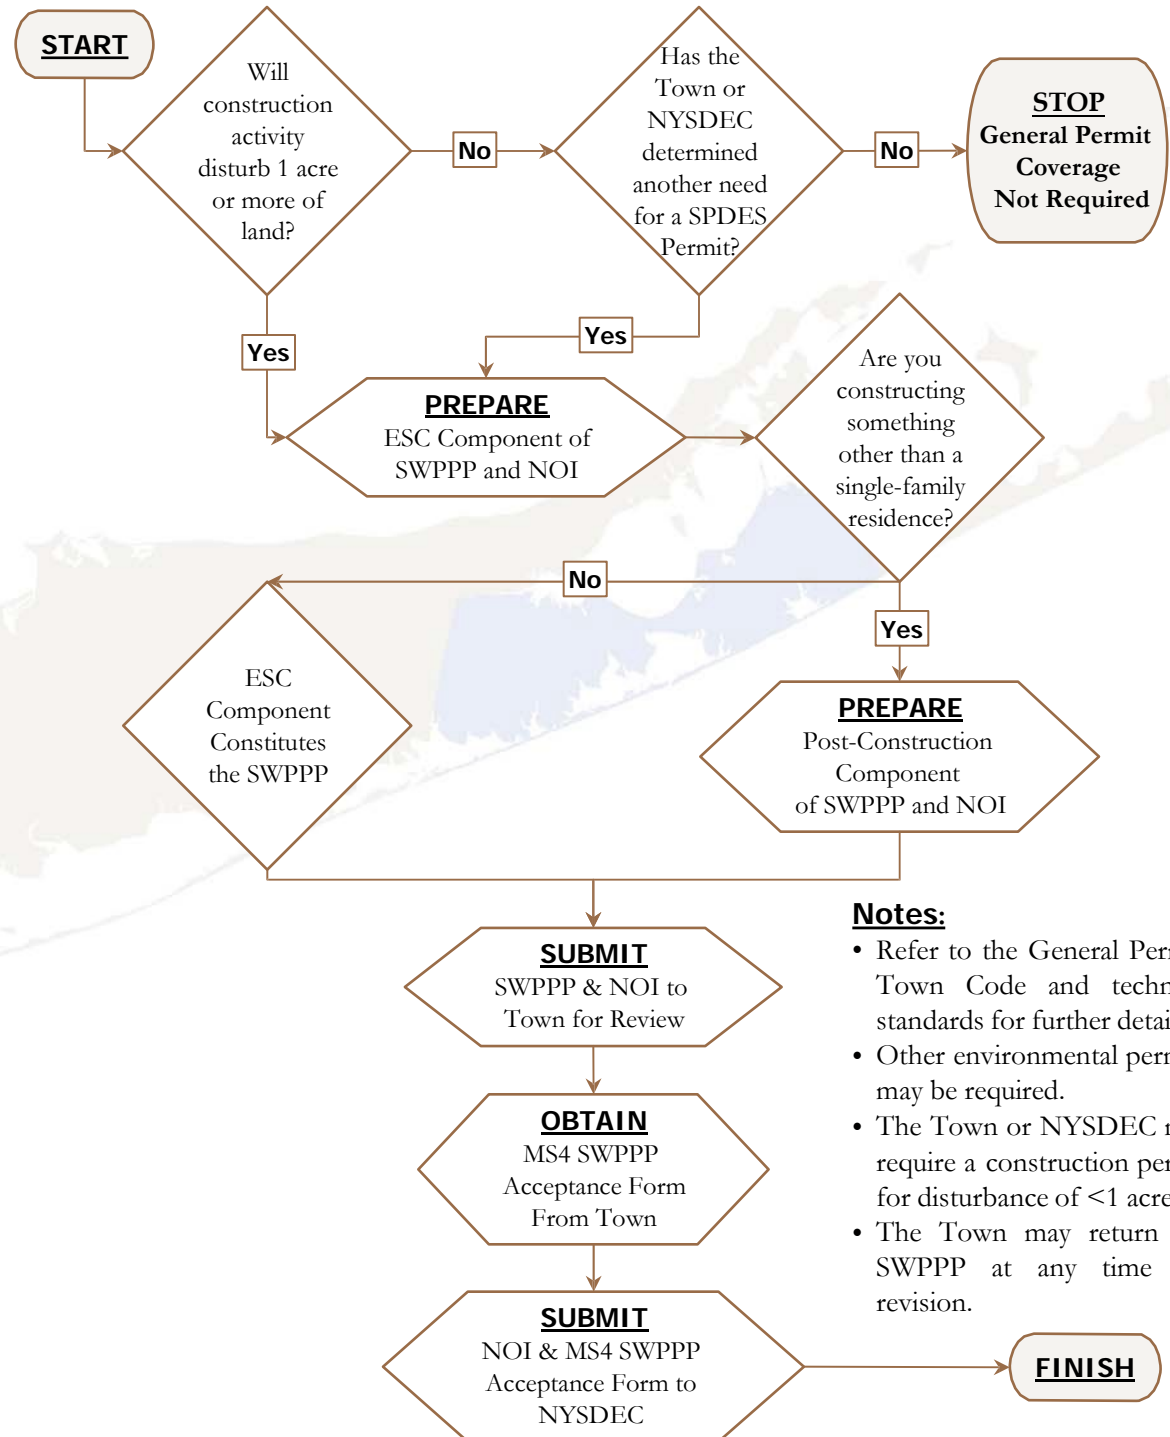 START
Will
construction
activity
disturb 1 acre
or more of
land?
No
Has the
Town or
NYSDEC
determined
another need
for a SPDES
Permit?
No
STOP
General Permit
Coverage
Not Required
Yes
Yes
PREPARE
ESC Component of
SWPPP and NOI
Are you
constructing
something
other than a
single-family
residence?
No
Yes
ESC
Component
Constitutes
the SWPPP
PREPARE
Post-Construction
Component
of SWPPP and NOI
SUBMIT
SWPPP & NOI to
Town for Review
OBTAIN
MS4 SWPPP
Acceptance Form
From Town
SUBMIT
NOI & MS4 SWPPP
Acceptance Form to
NYSDEC
Notes:
• Refer to the General
Town Code and
standards for further
• Other environmental
may be required.
• The Town or NYSDEC
require a construction
for disturbance of <1
• The Town may return
SWPPP at any time
revision.
FINISH